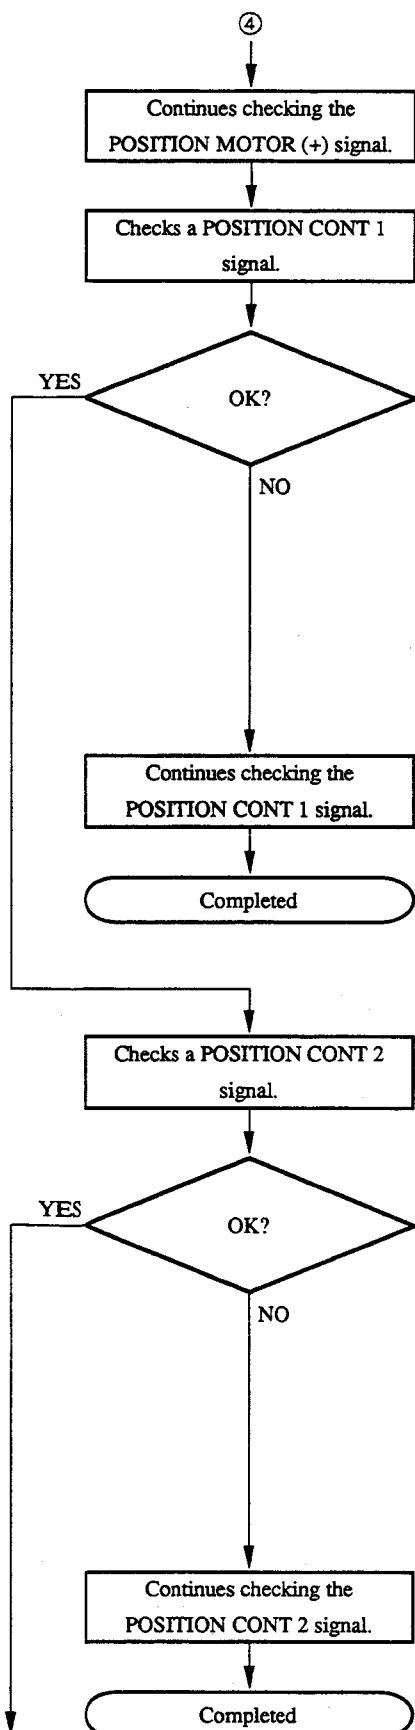 ④
Continues checking the
POSITION MOTOR (+) signal.
Checks a POSITION CONT 1
signal.
YES
OK?
NO
Continues checking the
POSITION CONT 1 signal.
Completed
Checks a POSITION CONT 2
signal.
YES
OK?
NO
Continues checking the
POSITION CONT 2 signal.
Completed